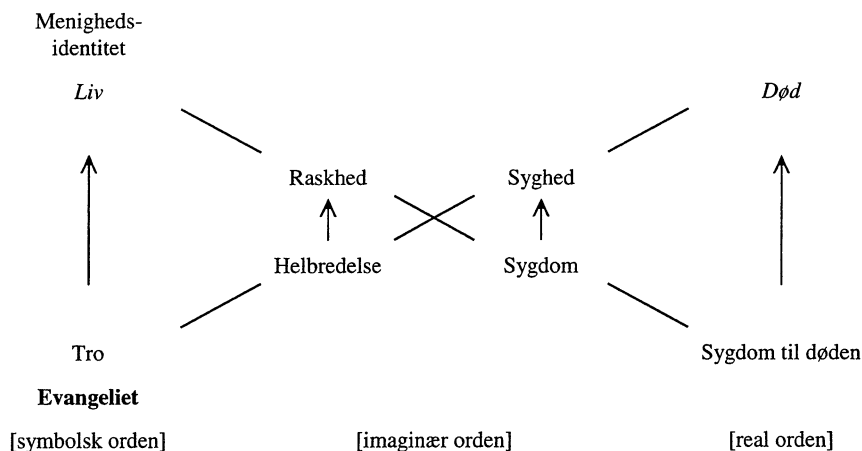 Menigheds-
identitet
Liv
Død
Raskhed
Syghed
Helbredelse
Sygdom
Tro
Sygdom til døden
Evangeliet
[symbolsk orden]
[imaginær orden]
[real orden]